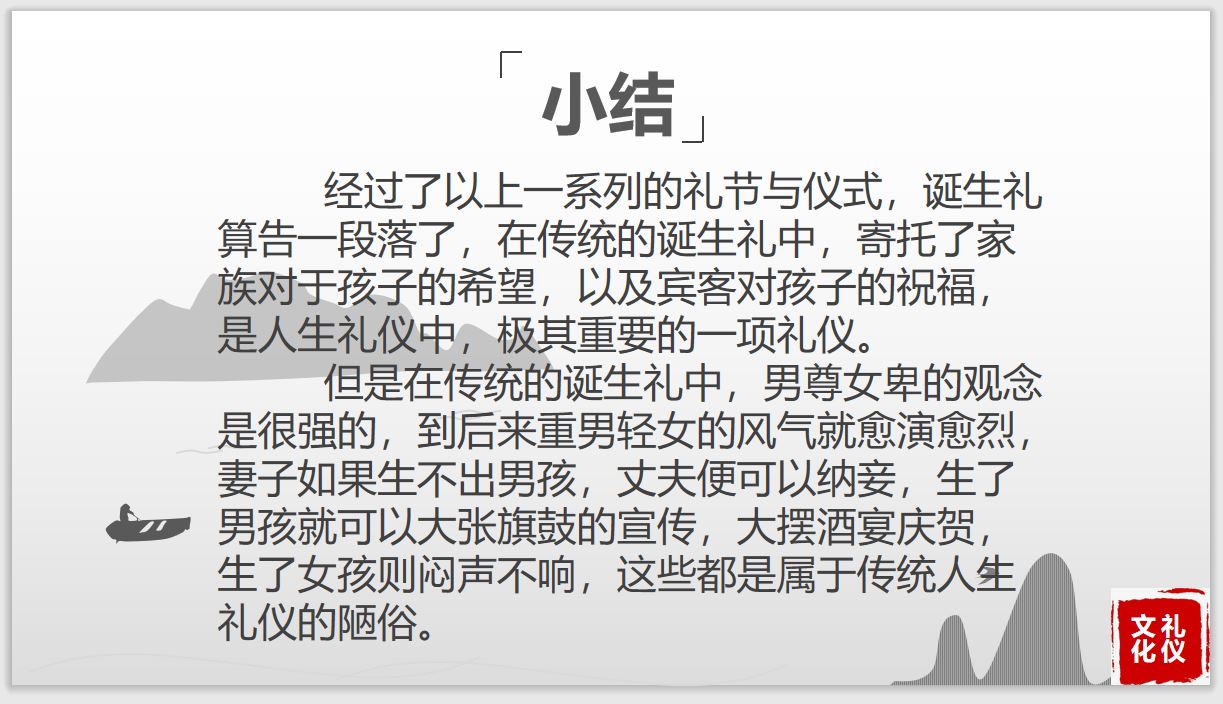 小结
经过了以上一系列的礼节与仪式，诞生礼
算告一段落了，在传统的诞生礼中，寄托了家
族对于孩子的希望，以及宾客对孩子的祝福，
是人生礼仪中，极其重要的一项礼仪。
但是在传统的诞生礼中，男尊女卑的观念
是很强的，到后来重男轻女的风气就愈演愈烈，
妻子如果生不出男孩，丈夫便可以纳妾，生了
男孩就可以大张旗鼓的宣传，大摆酒宴庆贺，
生了女孩则闷声不响，这些都是属于传统人生
礼仪的陋俗。
礼仪
文化